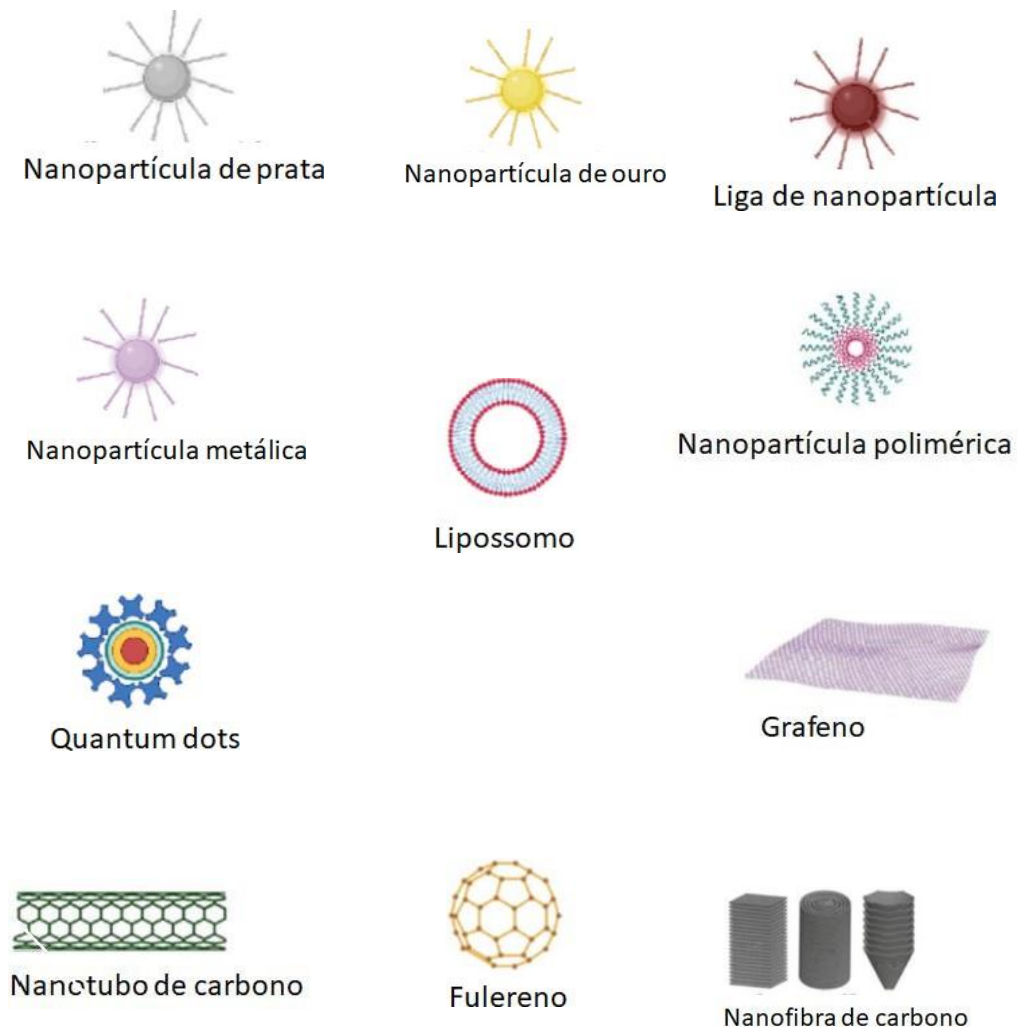 Nanopartícula de prata
Nanopartícula de ouro
Liga de nanopartícula
Nanopartícula metálica
Lipossomo
Nanopartícula polimérica
Quantum dots
Grafeno
Nanotubo de carbono
Fulereno
Nanofibra de carbono